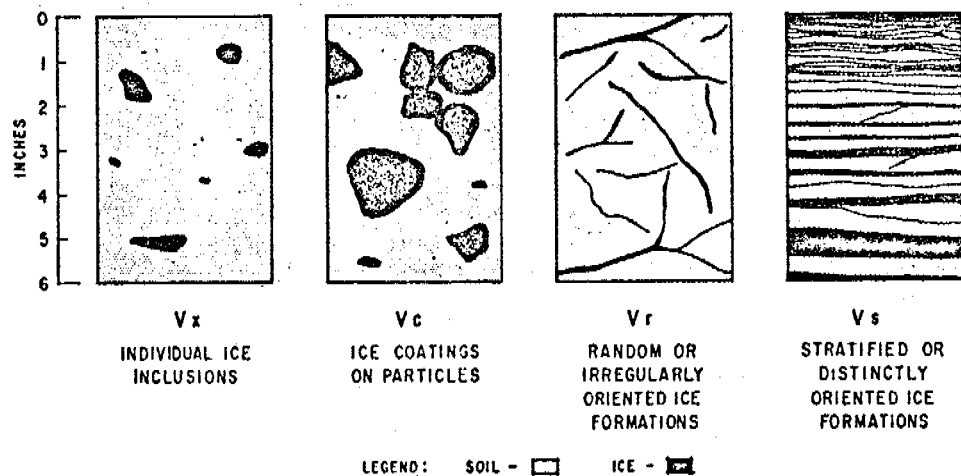 0
1
2
3
4
5
6
INCHES
Vx
INDIVIDUAL ICE
INCLUSIONS
Vc
ICE COATINGS
ON PARTICLES
Vr
RANDOM OR
IRREGULARLY
ORIENTED ICE
FORMATIONS
Vs
STRATIFIED OR
DISTINCTLY
ORIENTED ICE
FORMATIONS
LEGEND: SOIL - ICE -